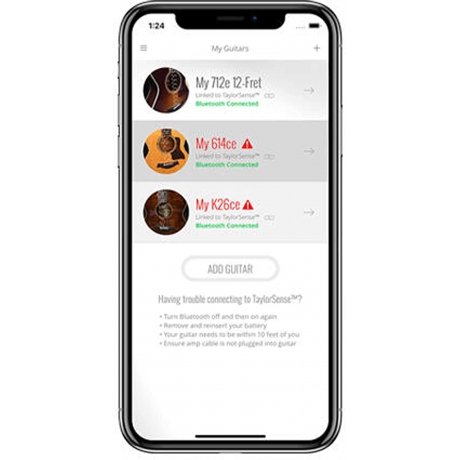 1:24
My Guitars
My 712e 12-Fret
Linked to TaylorSense™
Bluetooth Connected
My 614ce
Linked to TaylorSense™
Bluetooth Connected
My K26ce
Linked to TaylorSense™
Bluetooth Connected
ADD GUITAR
Having trouble connecting to TaylorSense™?
• Turn Bluetooth off and then on again
• Remove and reinsert your battery
• Your guitar needs to be within 10 feet of you
• Ensure amp cable is not plugged into guitar